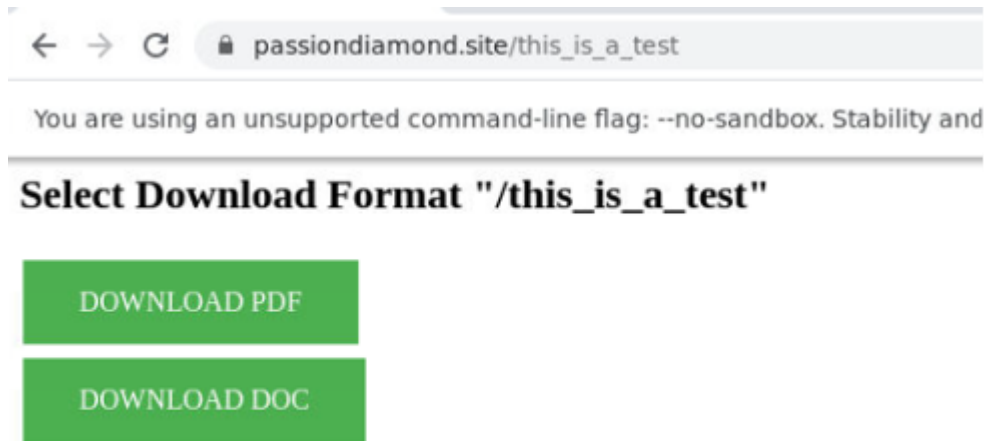 passiondiamond.site/this_is_a_test
You are using an unsupported command-line flag: --no-sandbox. Stability and
Select Download Format "/this_is_a_test"
DOWNLOAD PDF
DOWNLOAD DOC